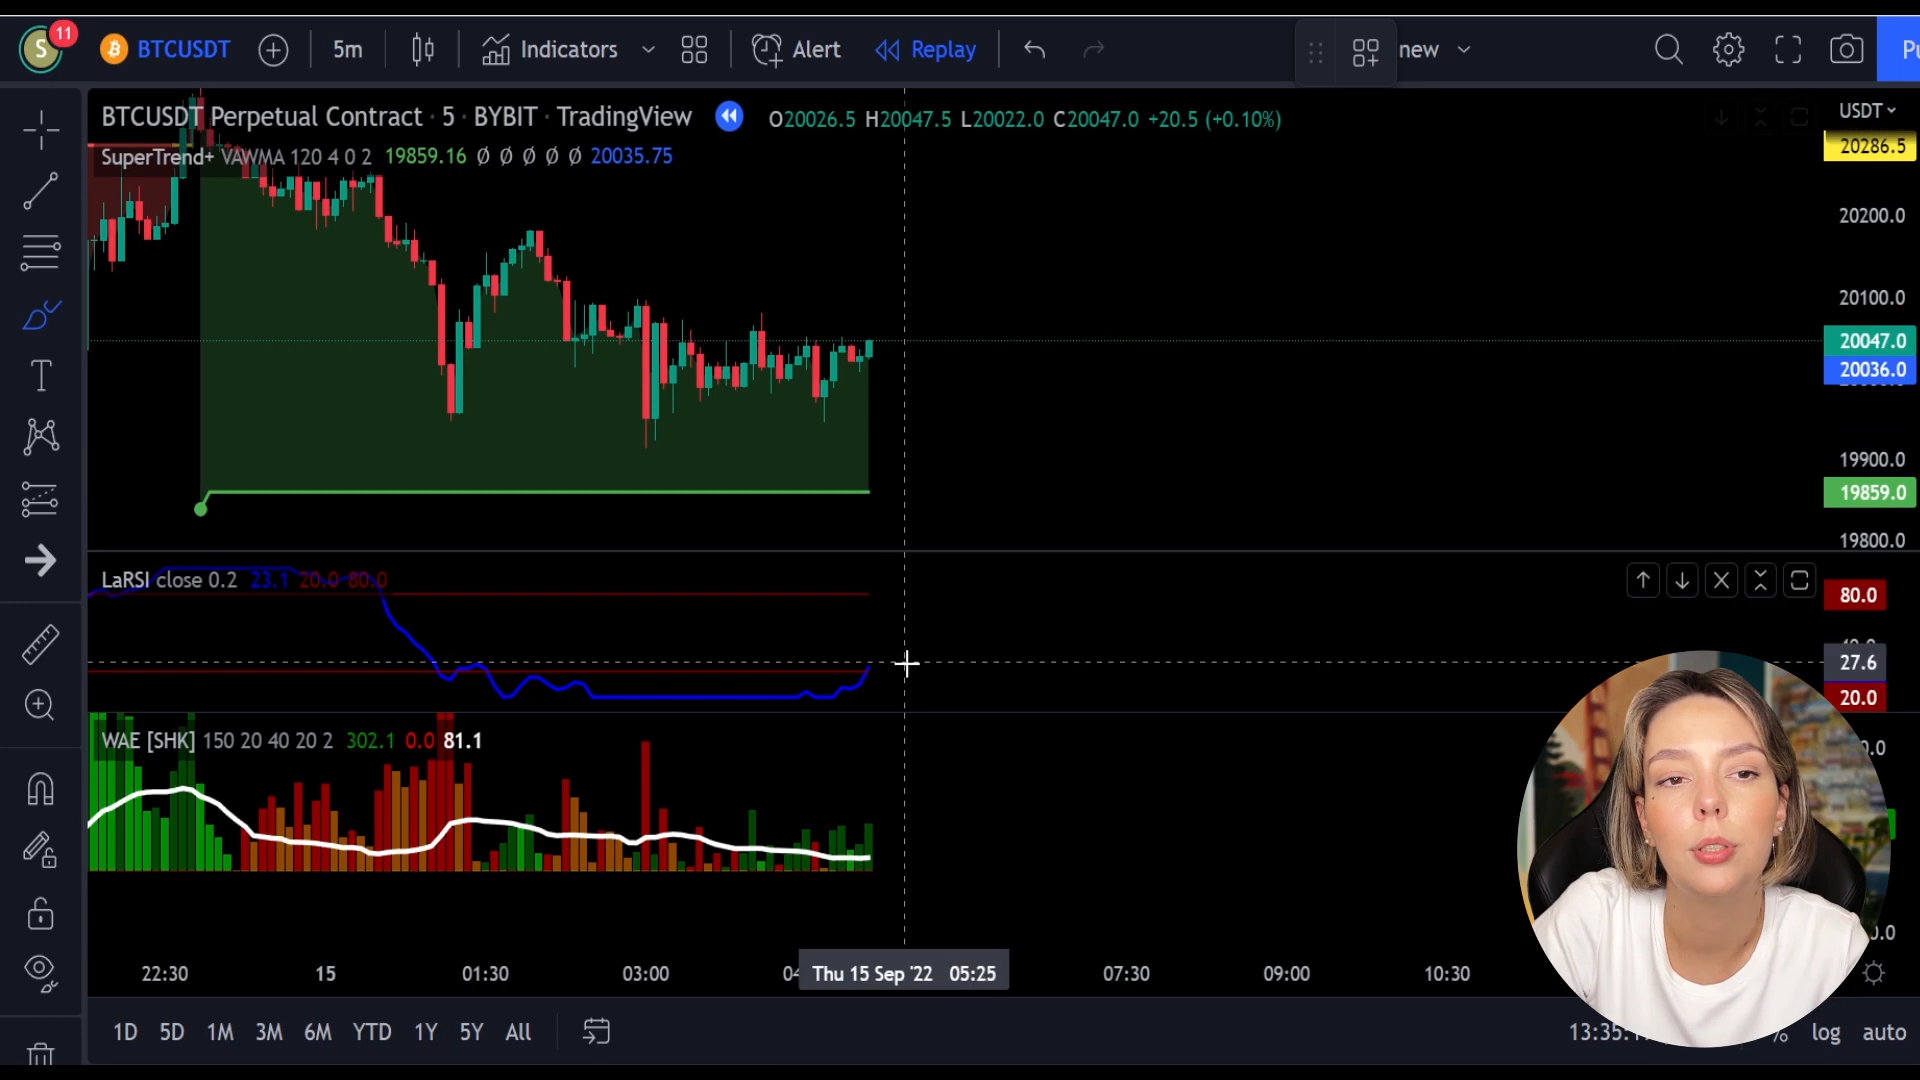 S 11 BTCUSDT 5m Indicators Alert Replay new
BTCUSDT Perpetual Contract · 5 · BYBIT · TradingView O20026.5 H20047.5 L20022.0 C20047.0 +20.5 (+0.10%)
SuperTrend+ VAWMA 120 4 0 2 19859.16 Ø Ø Ø Ø Ø 20035.75
USDT
20286.5
20200.0
20100.0
20047.0
20036.0
19900.0
19859.0
19800.0
LaRSI close 0.2 23.1 20.0 80.0
80.0
27.6
20.0
WAE [SHK] 150 20 40 20 2 302.1 0.0 81.1
22:30 15 01:30 03:00 Thu 15 Sep '22 05:25 07:30 09:00 10:30
1D 5D 1M 3M 6M YTD 1Y 5Y All % log auto